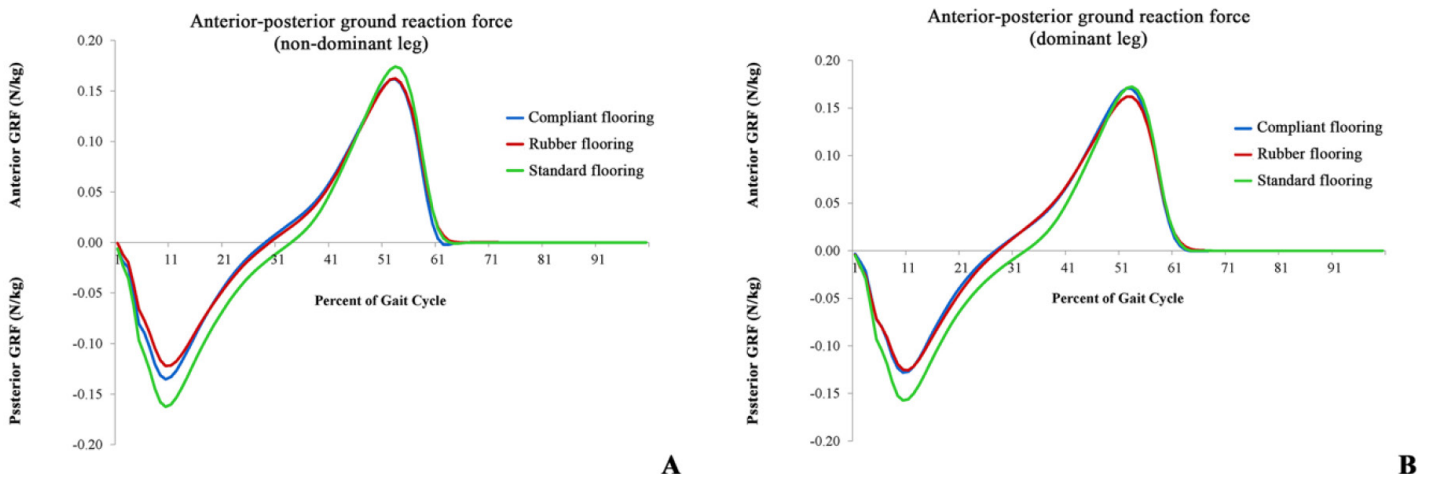 Anterior-posterior ground reaction force
(non-dominant leg)
Anterior GRF (N/kg)
Pssterior GRF (N/kg)
0.20
0.15
0.10
0.05
0.00
-0.05
-0.10
-0.15
-0.20
1 11 21 31 41 51 61 71 81 91
Percent of Gait Cycle
Compliant flooring
Rubber flooring
Standard flooring
A
Anterior-posterior ground reaction force
(dominant leg)
Anterior GRF (N/kg)
Pssterior GRF (N/kg)
0.20
0.15
0.10
0.05
0.00
-0.05
-0.10
-0.15
-0.20
1 11 21 31 41 51 61 71 81 91
Percent of Gait Cycle
Compliant flooring
Rubber flooring
Standard flooring
B